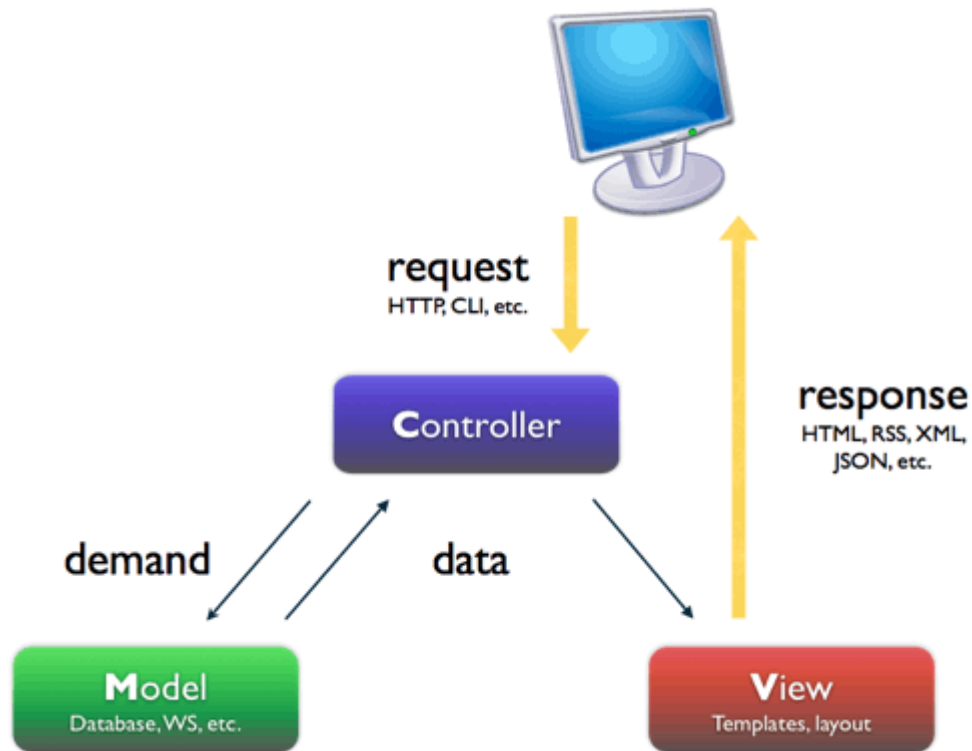 request
HTTP, CLI, etc.
Controller
response
HTML, RSS, XML,
JSON, etc.
demand
data
Model
Database, WS, etc.
View
Templates, layout